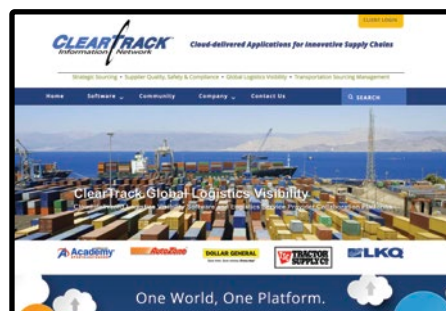 CLIENT LOGIN
CLEARTRACK
Information Network
Cloud-delivered Applications for Innovative Supply Chains
Strategic Sourcing • Supplier Quality, Safety & Compliance • Global Logistics Visibility • Transportation Sourcing Management
Home Software Community Company Contact Us SEARCH
ClearTrack Global Logistics Visibility
Academy
AutoZone
DOLLAR GENERAL
TRACTOR
SUPPLY CO
LKQ
One World, One Platform.